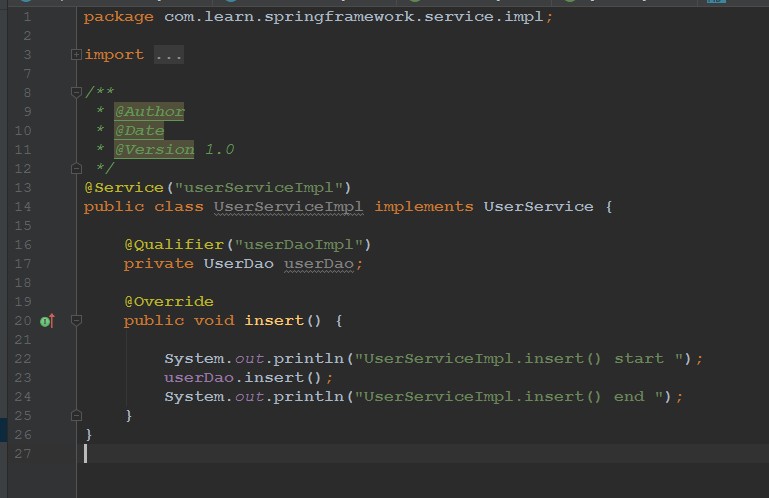 1 package com.learn.springframework.service.impl;
2
3 import ...
7
8 /**
9 * @Author
10 * @Date
11 * @Version 1.0
12 */
13 @Service("userServiceImpl")
14 public class UserServiceImpl implements UserService {
15
16 @Qualifier("userDaoImpl")
17 private UserDao userDao;
18
19 @Override
20 public void insert() {
21
22 System.out.println("UserServiceImpl.insert() start ");
23 userDao.insert();
24 System.out.println("UserServiceImpl.insert() end ");
25 }
26 }
27